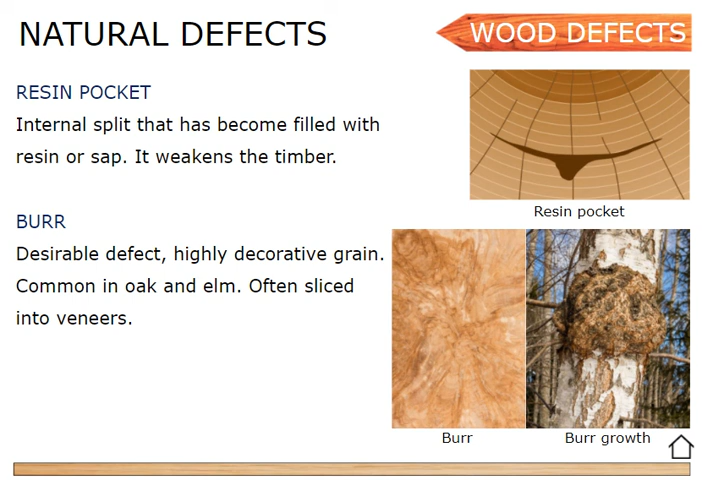 NATURAL DEFECTS
WOOD DEFECTS
RESIN POCKET
Internal split that has become filled with
resin or sap. It weakens the timber.
Resin pocket
BURR
Desirable defect, highly decorative grain.
Common in oak and elm. Often sliced
into veneers.
Burr
Burr growth